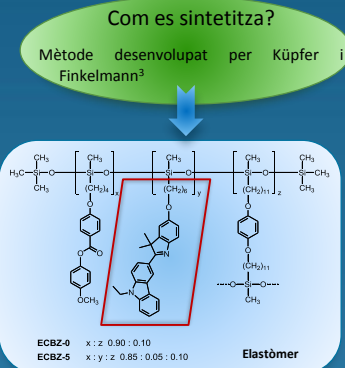 Com es sintetitza?
Mètode desenvolupat per Küpfer i
Finkelmann³
CH₃ CH₃ CH₃ CH₃ CH₃
H₃C Si O Si O Si O Si O Si CH₃
CH₃ (CH₂)₄ x (CH₂)₆ y (CH₂)₁₁ z CH₃
O O O
O N
O O
N (CH₂)₁₁
OCH₃ O Si O
CH₃
ECBZ-0 x : z 0.90 : 0.10
ECBZ-5 x : y : z 0.85 : 0.05 : 0.10 Elastòmer